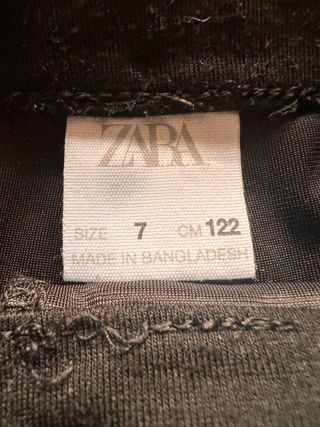 ZARA
SIZE 7 CM 122
MADE IN BANGLADESH